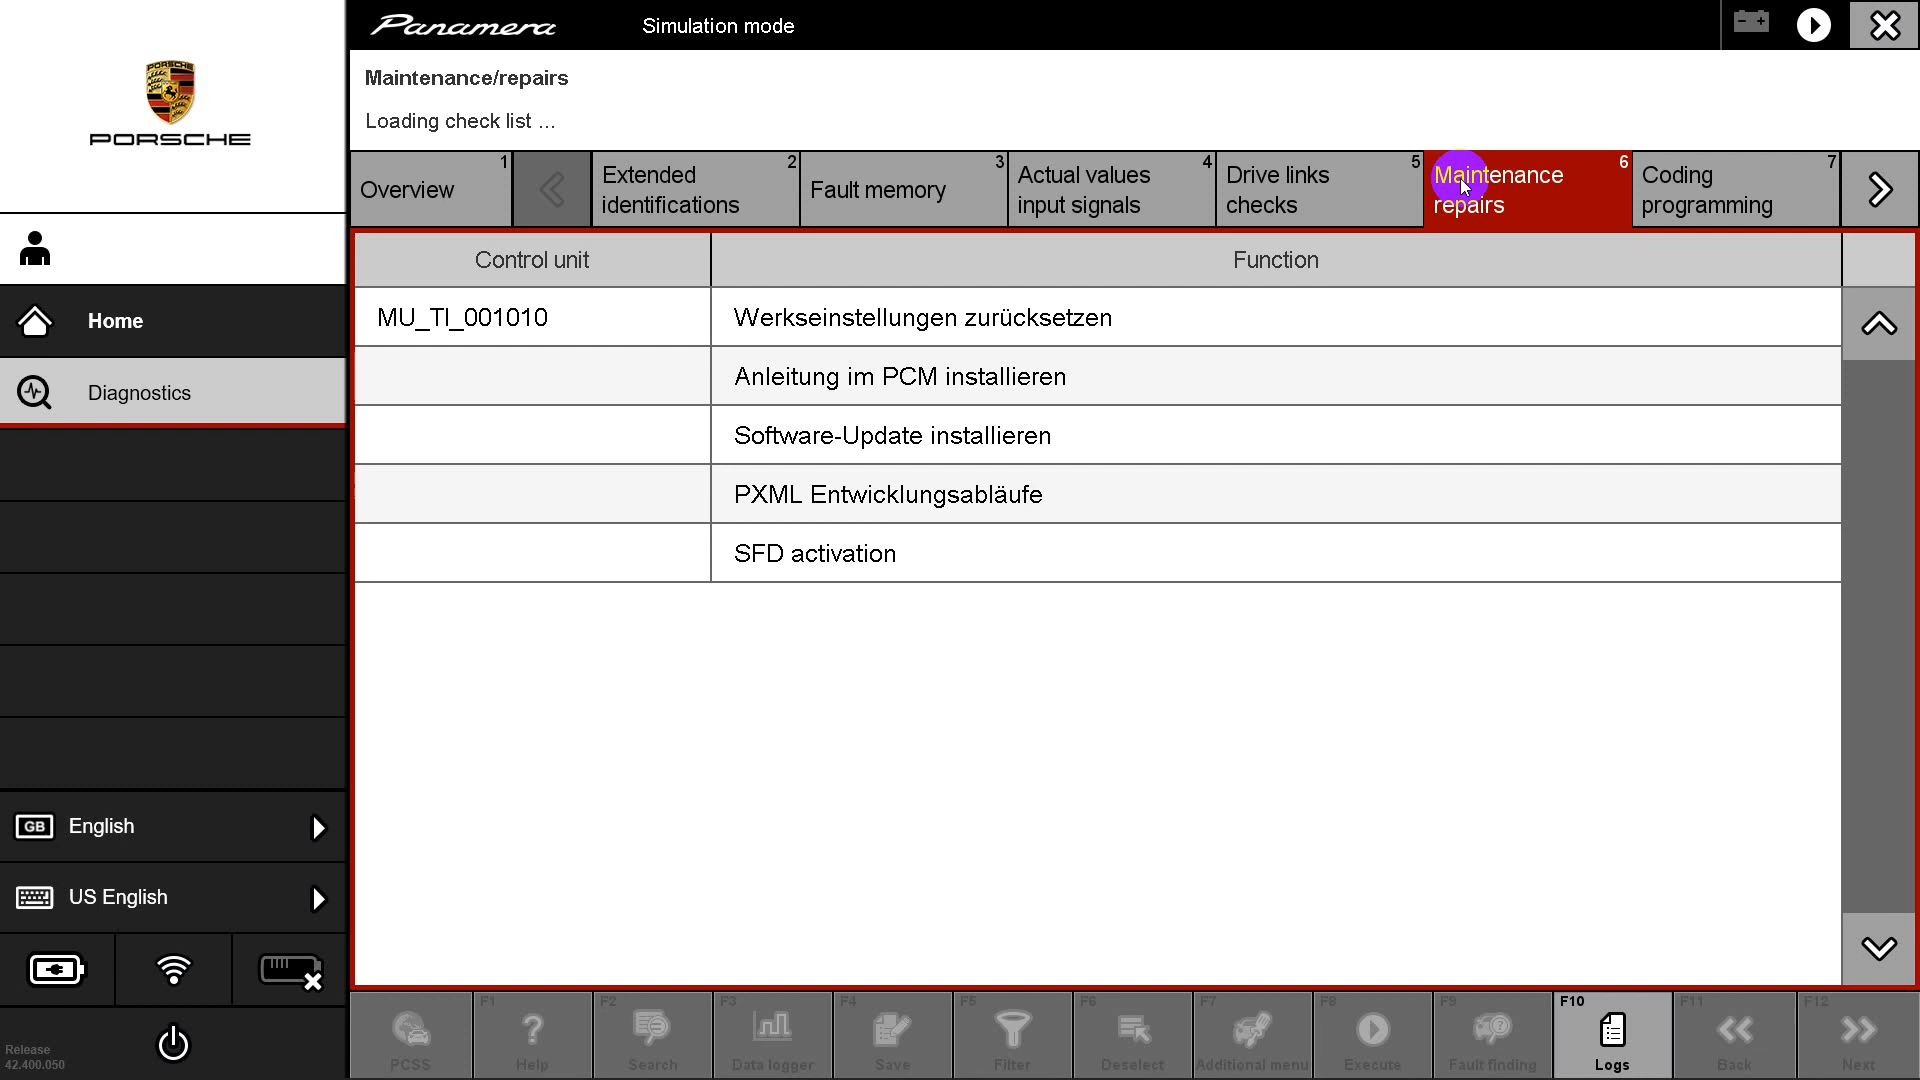 PORSCHE
PORSCHE
Home
Diagnostics
GB English
US English
Release
42.400.050
Panamera
Simulation mode
Maintenance/repairs
Loading check list ...
Overview 1
Extended identifications 2
Fault memory 3
Actual values input signals 4
Drive links checks 5
Maintenance repairs 6
Coding programming 7
Control unit Function
MU_TI_001010 Werkseinstellungen zurücksetzen
Anleitung im PCM installieren
Software-Update installieren
PXML Entwicklungsabläufe
SFD activation
PCSS
F1 Help
F2 Search
F3 Data logger
F4 Save
F5 Filter
F6 Deselect
F7 Additional menu
F8 Execute
F9 Fault finding
F10 Logs
F11 Back
F12 Next